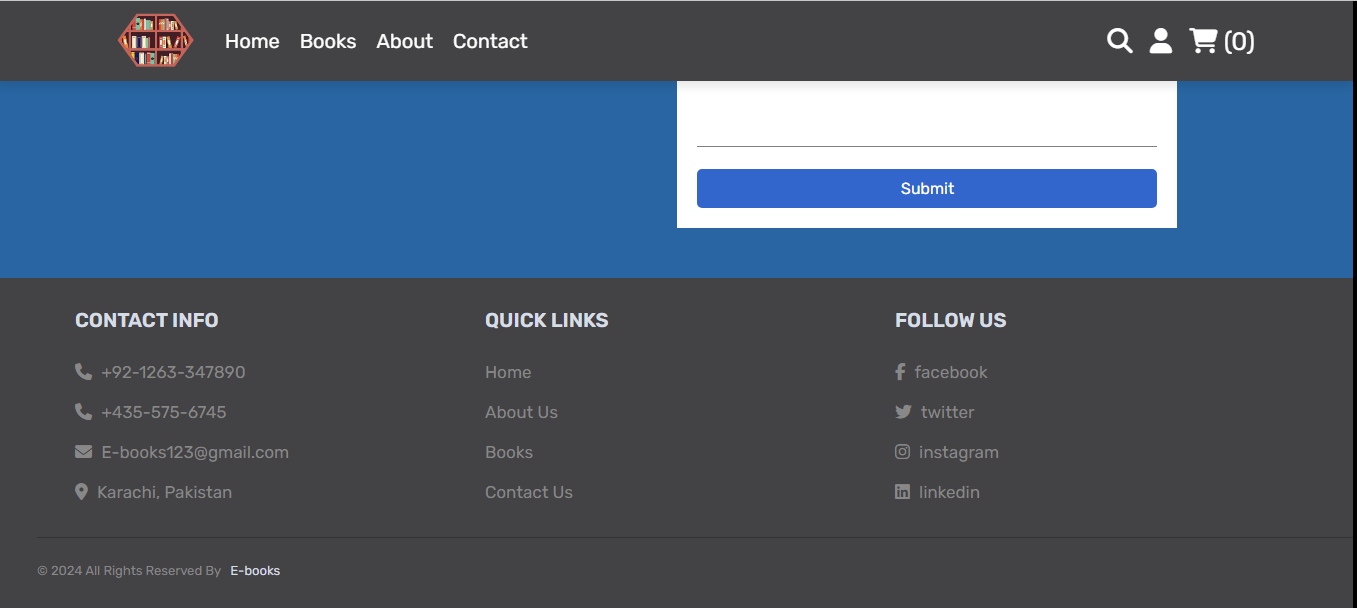 Home Books About Contact (0)
Submit
CONTACT INFO
+92-1263-347890
+435-575-6745
E-books123@gmail.com
Karachi, Pakistan
QUICK LINKS
Home
About Us
Books
Contact Us
FOLLOW US
facebook
twitter
instagram
linkedin
© 2024 All Rights Reserved By E-books